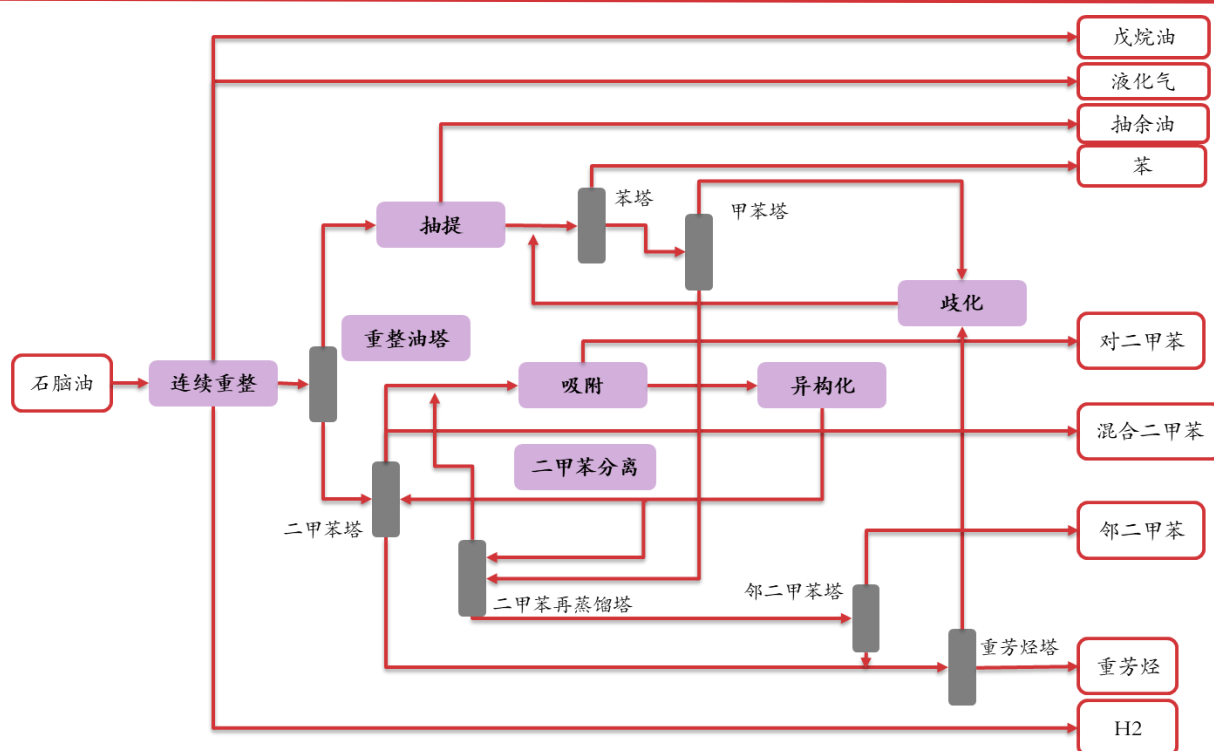 戊烷油
液化气
抽余油
苯
苯塔
甲苯塔
抽提
歧化
重整油塔
对二甲苯
石脑油
连续重整
吸附
异构化
混合二甲苯
二甲苯分离
二甲苯塔
邻二甲苯
邻二甲苯塔
二甲苯再蒸馏塔
重芳烃塔
重芳烃
H2